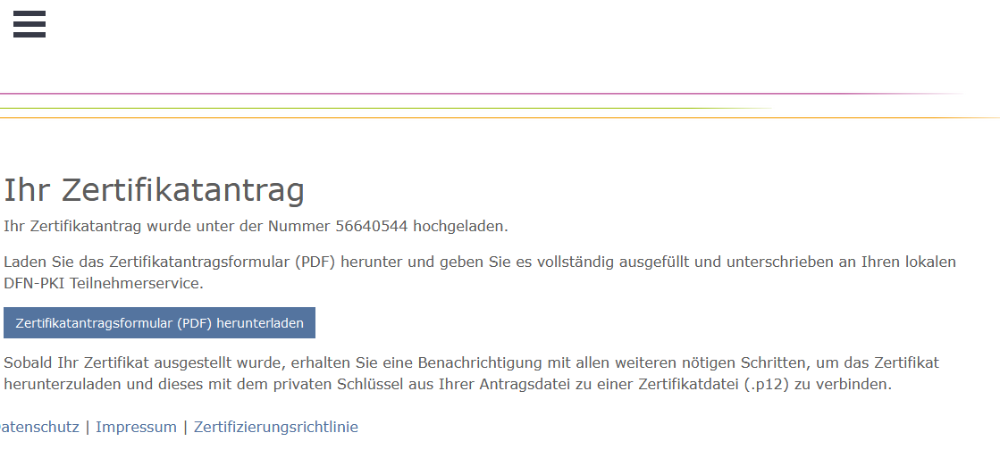 Ihr Zertifikatantrag
Ihr Zertifikatantrag wurde unter der Nummer 56640544 hochgeladen.
Laden Sie das Zertifikatantragsformular (PDF) herunter und geben Sie es vollständig ausgefüllt und unterschrieben an Ihren lokalen
DFN-PKI Teilnehmerservice.
Zertifikatantragsformular (PDF) herunterladen
Sobald Ihr Zertifikat ausgestellt wurde, erhalten Sie eine Benachrichtigung mit allen weiteren nötigen Schritten, um das Zertifikat
herunterzuladen und dieses mit dem privaten Schlüssel aus Ihrer Antragsdatei zu einer Zertifikatdatei (.p12) zu verbinden.
atenschutz | Impressum | Zertifizierungsrichtlinie